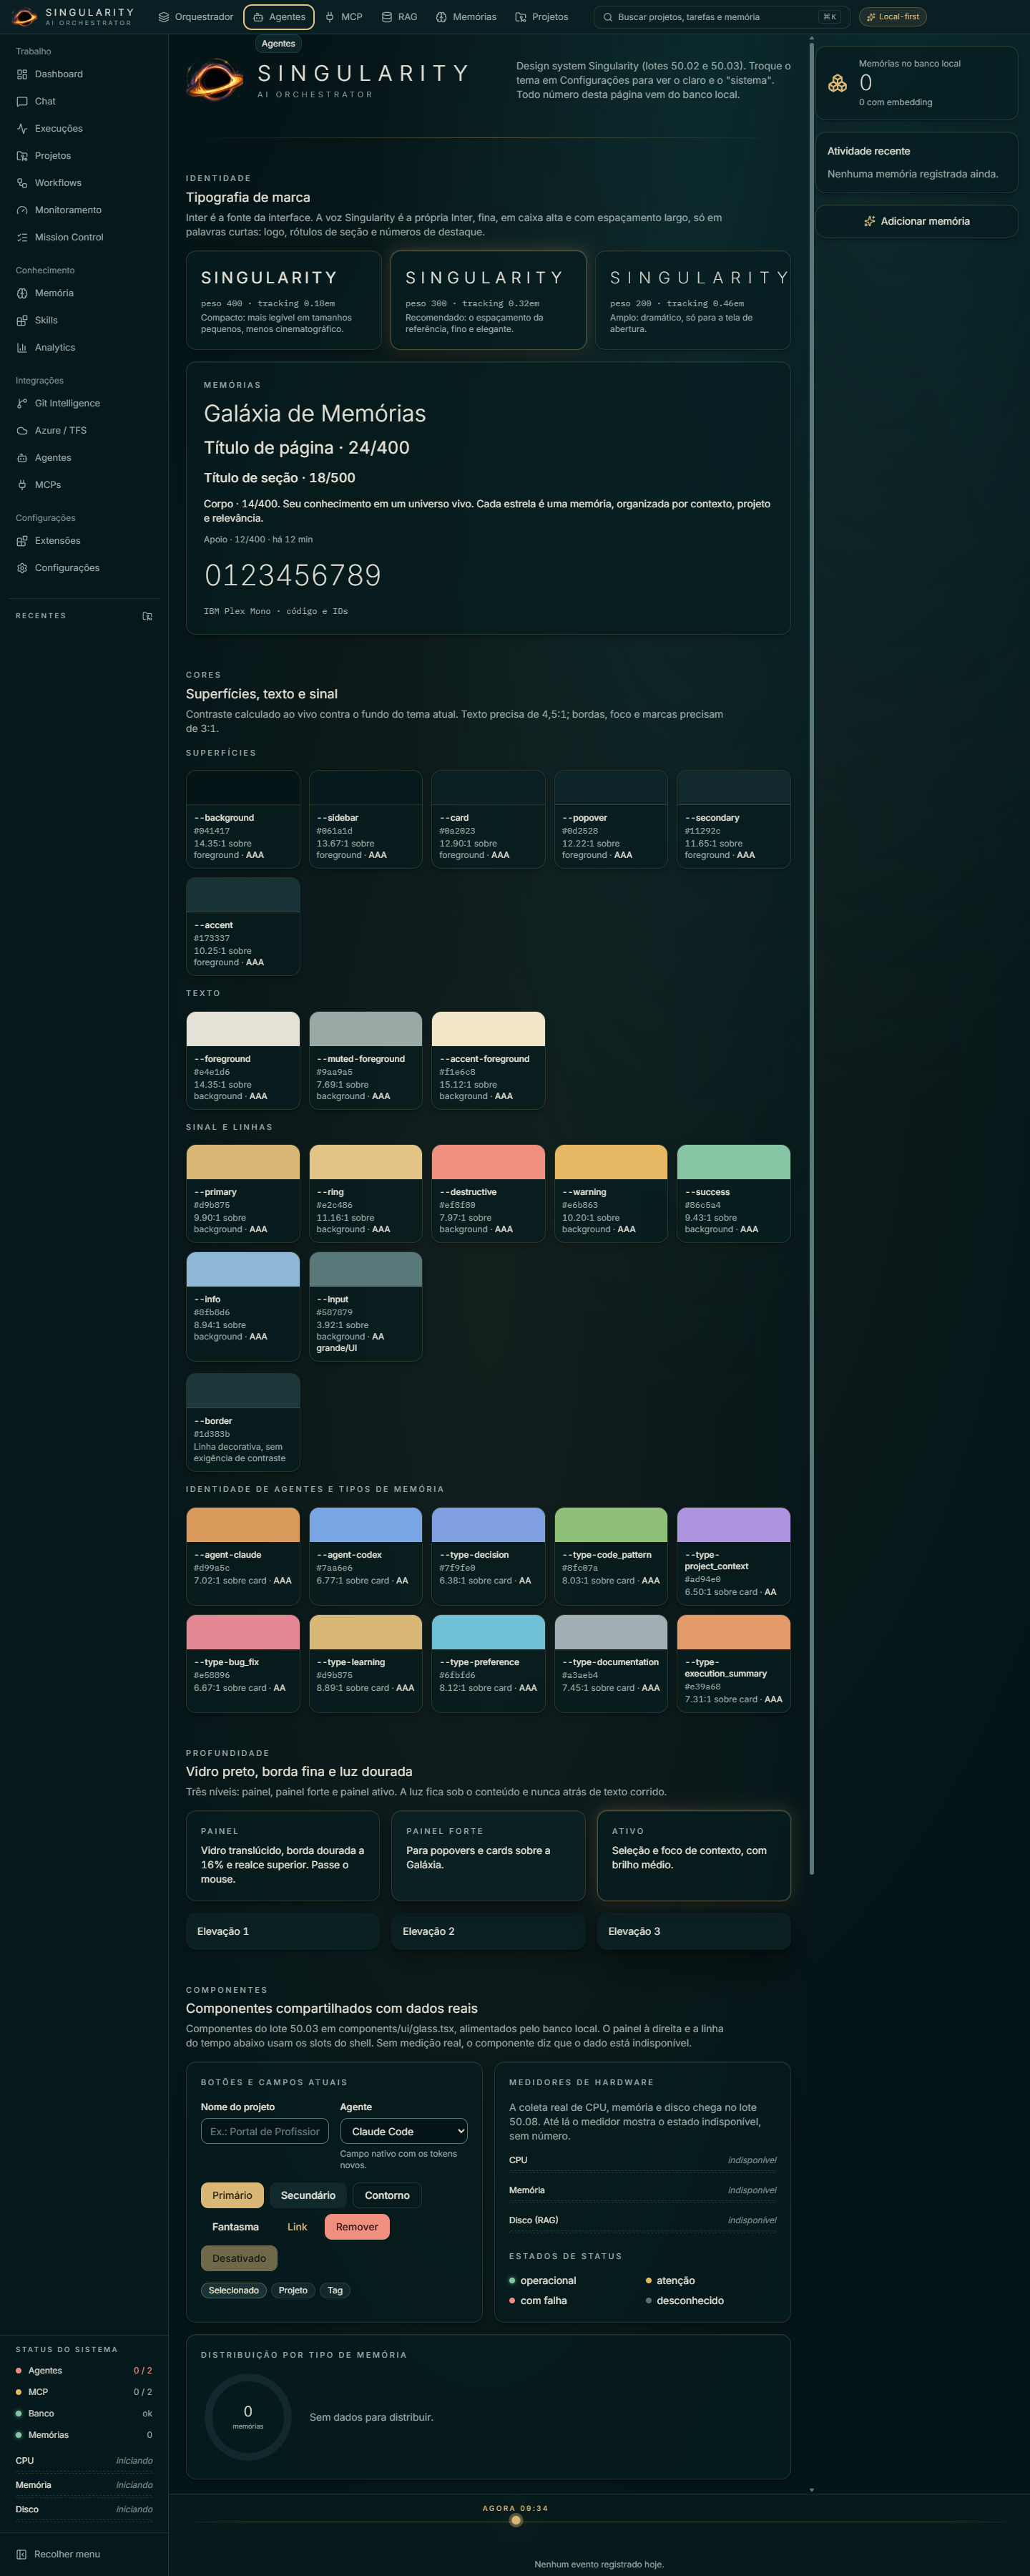 SINGULARITY
AI ORCHESTRATOR
Orquestrador
Agentes
MCP
RAG
Memórias
Projetos
Buscar projetos, tarefas e memória
⌘K
Local-first
Agentes
Trabalho
Dashboard
Chat
Execuções
Projetos
Workflows
Monitoramento
Mission Control
Conhecimento
Memória
Skills
Analytics
Integrações
Git Intelligence
Azure / TFS
Agentes
MCPs
Configurações
Extensões
Configurações
RECENTES
STATUS DO SISTEMA
Agentes 0 / 2
MCP 0 / 2
Banco ok
Memórias 0
CPU iniciando
Memória iniciando
Disco iniciando
Recolher menu
SINGULARITY
AI ORCHESTRATOR
Design system Singularity (lotes 50.02 e 50.03). Troque o
tema em Configurações para ver o claro e o "sistema".
Todo número desta página vem do banco local.
IDENTIDADE
Tipografia de marca
Inter é a fonte da interface. A voz Singularity é a própria Inter, fina, em caixa alta e com espaçamento largo, só em
palavras curtas: logo, rótulos de seção e números de destaque.
SINGULARITY
peso 400 · tracking 0.18em
Compacto: mais legível em tamanhos
pequenos, menos cinematográfico.
SINGULARITY
peso 300 · tracking 0.32em
Recomendado: o espaçamento da
referência, fino e elegante.
SINGULARITY
peso 200 · tracking 0.46em
Amplo: dramático, só para a tela de
abertura.
MEMÓRIAS
Galáxia de Memórias
Título de página · 24/400
Título de seção · 18/500
Corpo · 14/400. Seu conhecimento em um universo vivo. Cada estrela é uma memória, organizada por contexto, projeto
e relevância.
Apoio · 12/400 · há 12 min
0123456789
IBM Plex Mono · código e IDs
CORES
Superfícies, texto e sinal
Contraste calculado ao vivo contra o fundo do tema atual. Texto precisa de 4,5:1; bordas, foco e marcas precisam
de 3:1.
SUPERFÍCIES
--background
#041417
14.35:1 sobre
foreground · AAA
--sidebar
#061a1d
13.67:1 sobre
foreground · AAA
--card
#0a2023
12.90:1 sobre
foreground · AAA
--popover
#0d2528
12.22:1 sobre
foreground · AAA
--secondary
#11292c
11.65:1 sobre
foreground · AAA
--accent
#173337
10.25:1 sobre
foreground · AAA
TEXTO
--foreground
#e4e1d6
14.35:1 sobre
background · AAA
--muted-foreground
#9aa9a5
7.69:1 sobre
background · AAA
--accent-foreground
#f1e6c8
15.12:1 sobre
background · AAA
SINAL E LINHAS
--primary
#d9b875
9.90:1 sobre
background · AAA
--ring
#e2c486
11.16:1 sobre
background · AAA
--destructive
#ef8f80
7.97:1 sobre
background · AAA
--warning
#e6b863
10.20:1 sobre
background · AAA
--success
#86c5a4
9.43:1 sobre
background · AAA
--info
#8fb8d6
8.94:1 sobre
background · AAA
--input
#587879
3.92:1 sobre
background · AA
grande/UI
--border
#1d383b
Linha decorativa, sem
exigência de contraste
IDENTIDADE DE AGENTES E TIPOS DE MEMÓRIA
--agent-claude
#d99a5c
7.02:1 sobre card · AAA
--agent-codex
#7aa6e6
6.77:1 sobre card · AA
--type-decision
#7f9fe0
6.38:1 sobre card · AA
--type-code_pattern
#8fc07a
8.03:1 sobre card · AAA
--type-
project_context
#ad94e0
6.50:1 sobre card · AA
--type-bug_fix
#e58896
6.67:1 sobre card · AA
--type-learning
#d9b875
8.89:1 sobre card · AAA
--type-preference
#6fbfd6
8.12:1 sobre card · AAA
--type-documentation
#a3aeb4
7.45:1 sobre card · AAA
--type-
execution_summary
#e39a68
7.31:1 sobre card · AAA
PROFUNDIDADE
Vidro preto, borda fina e luz dourada
Três níveis: painel, painel forte e painel ativo. A luz fica sob o conteúdo e nunca atrás de texto corrido.
PAINEL
Vidro translúcido, borda dourada a
16% e realce superior. Passe o
mouse.
PAINEL FORTE
Para popovers e cards sobre a
Galáxia.
ATIVO
Seleção e foco de contexto, com
brilho médio.
Elevação 1
Elevação 2
Elevação 3
COMPONENTES
Componentes compartilhados com dados reais
Componentes do lote 50.03 em components/ui/glass.tsx, alimentados pelo banco local. O painel à direita e a linha
do tempo abaixo usam os slots do shell. Sem medição real, o componente diz que o dado está indisponível.
BOTÕES E CAMPOS ATUAIS
Nome do projeto
Ex.: Portal de Profissior
Agente
Claude Code
Campo nativo com os tokens
novos.
Primário
Secundário
Contorno
Fantasma
Link
Remover
Desativado
Selecionado
Projeto
Tag
MEDIDORES DE HARDWARE
A coleta real de CPU, memória e disco chega no lote
50.08. Até lá o medidor mostra o estado indisponível,
sem número.
CPU indisponível
Memória indisponível
Disco (RAG) indisponível
ESTADOS DE STATUS
operacional
atenção
com falha
desconhecido
DISTRIBUIÇÃO POR TIPO DE MEMÓRIA
0
memórias
Sem dados para distribuir.
Memórias no banco local
0
0 com embedding
Atividade recente
Nenhuma memória registrada ainda.
Adicionar memória
AGORA 09:34
Nenhum evento registrado hoje.